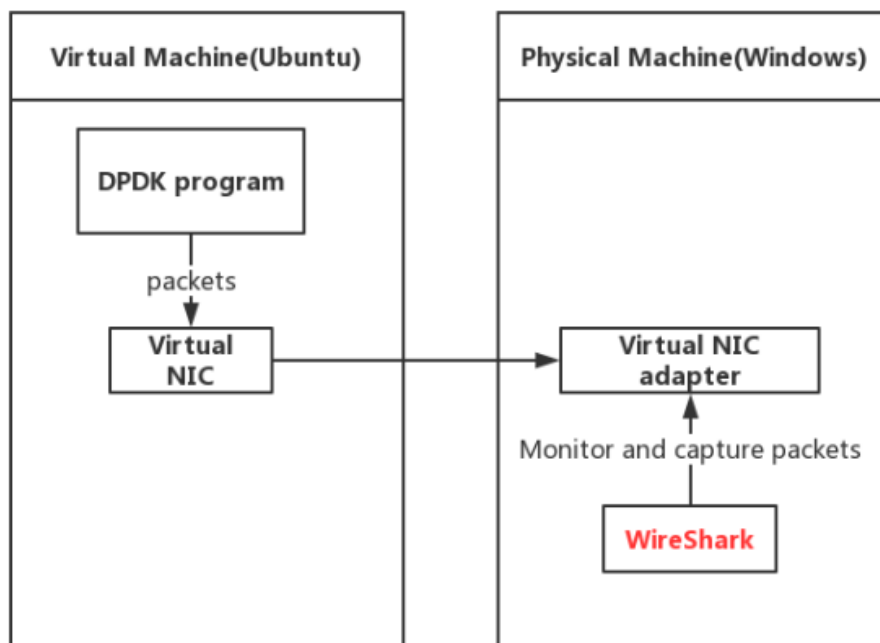 Virtual Machine(Ubuntu)
Physical Machine(Windows)
DPDK program
packets
Virtual
NIC
Virtual NIC
adapter
Monitor and capture packets
WireShark